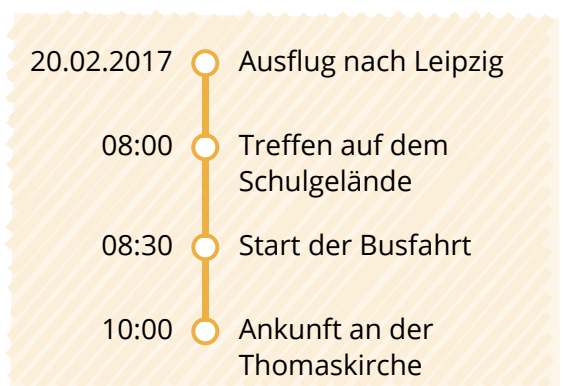 20.02.2017 Ausflug nach Leipzig
08:00 Treffen auf dem
Schulgelände
08:30 Start der Busfahrt
10:00 Ankunft an der
Thomaskirche